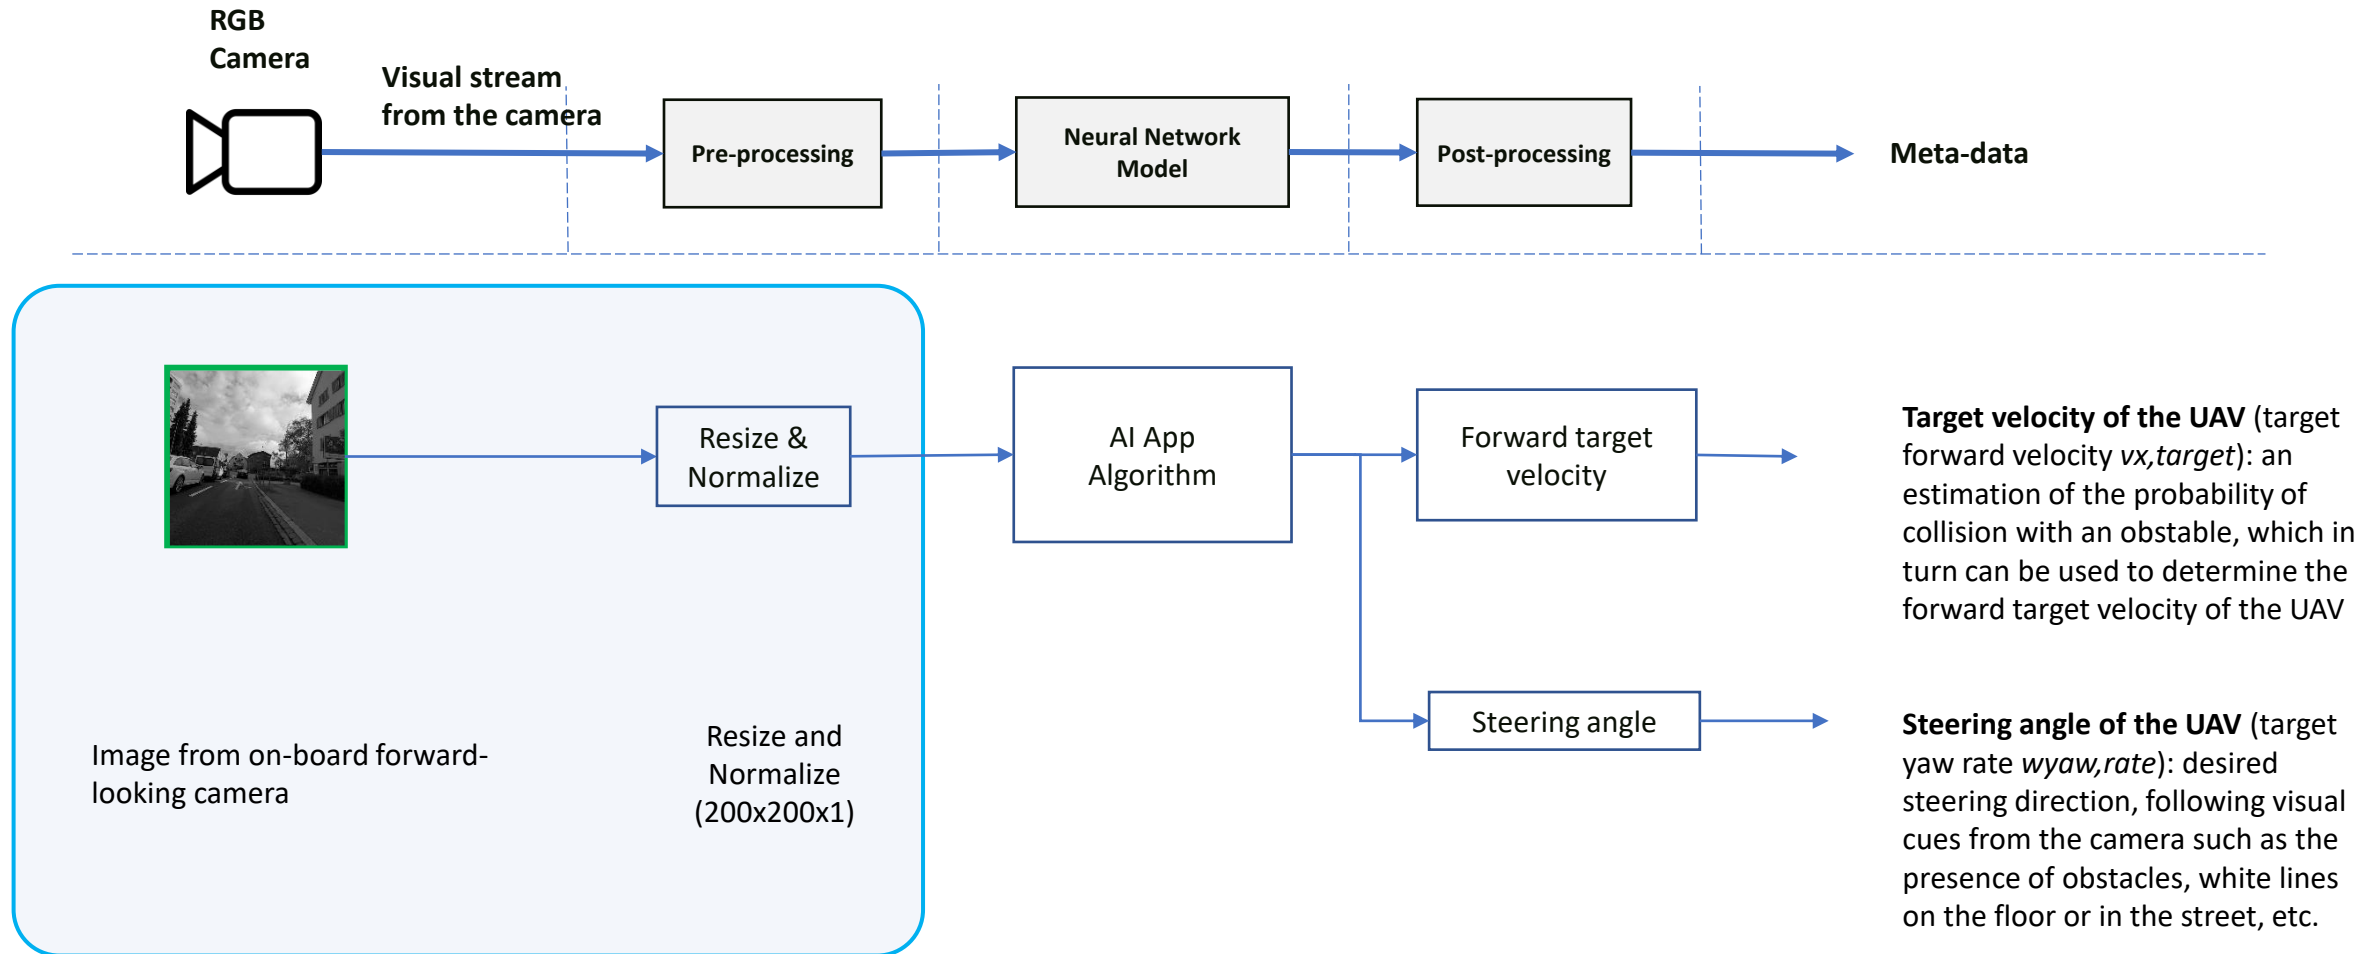 RGB
Camera
Visual stream
from the camera
Pre-processing
Neural Network
Model
Post-processing
Meta-data
Resize &
Normalize
AI App
Algorithm
Forward target
velocity
Target velocity of the UAV (target
forward velocity vx,target): an
estimation of the probability of
collision with an obstable, which in
turn can be used to determine the
forward target velocity of the UAV
Image from on-board forward-
looking camera
Resize and
Normalize
(200x200x1)
Steering angle
Steering angle of the UAV (target
yaw rate wyaw,rate): desired
steering direction, following visual
cues from the camera such as the
presence of obstacles, white lines
on the floor or in the street, etc.